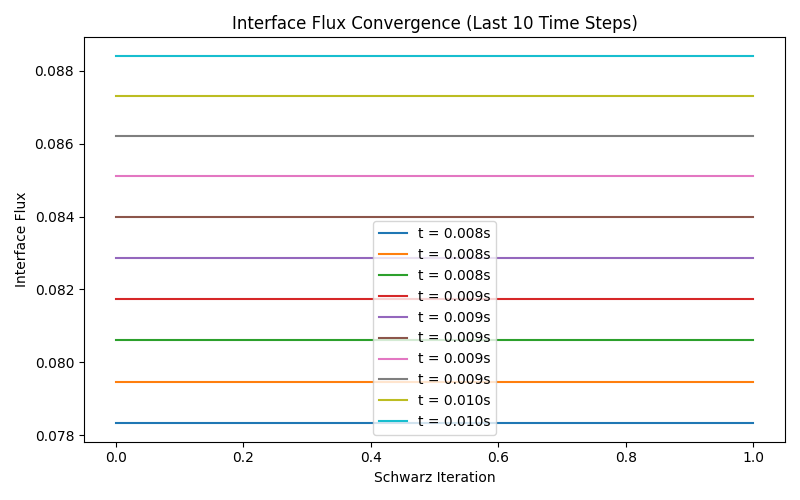 Interface Flux Convergence (Last 10 Time Steps)
Interface Flux
0.088
0.086
0.084
0.082
0.080
0.078
t = 0.008s
t = 0.008s
t = 0.008s
t = 0.009s
t = 0.009s
t = 0.009s
t = 0.009s
t = 0.009s
t = 0.010s
t = 0.010s
0.0 0.2 0.4 0.6 0.8 1.0
Schwarz Iteration